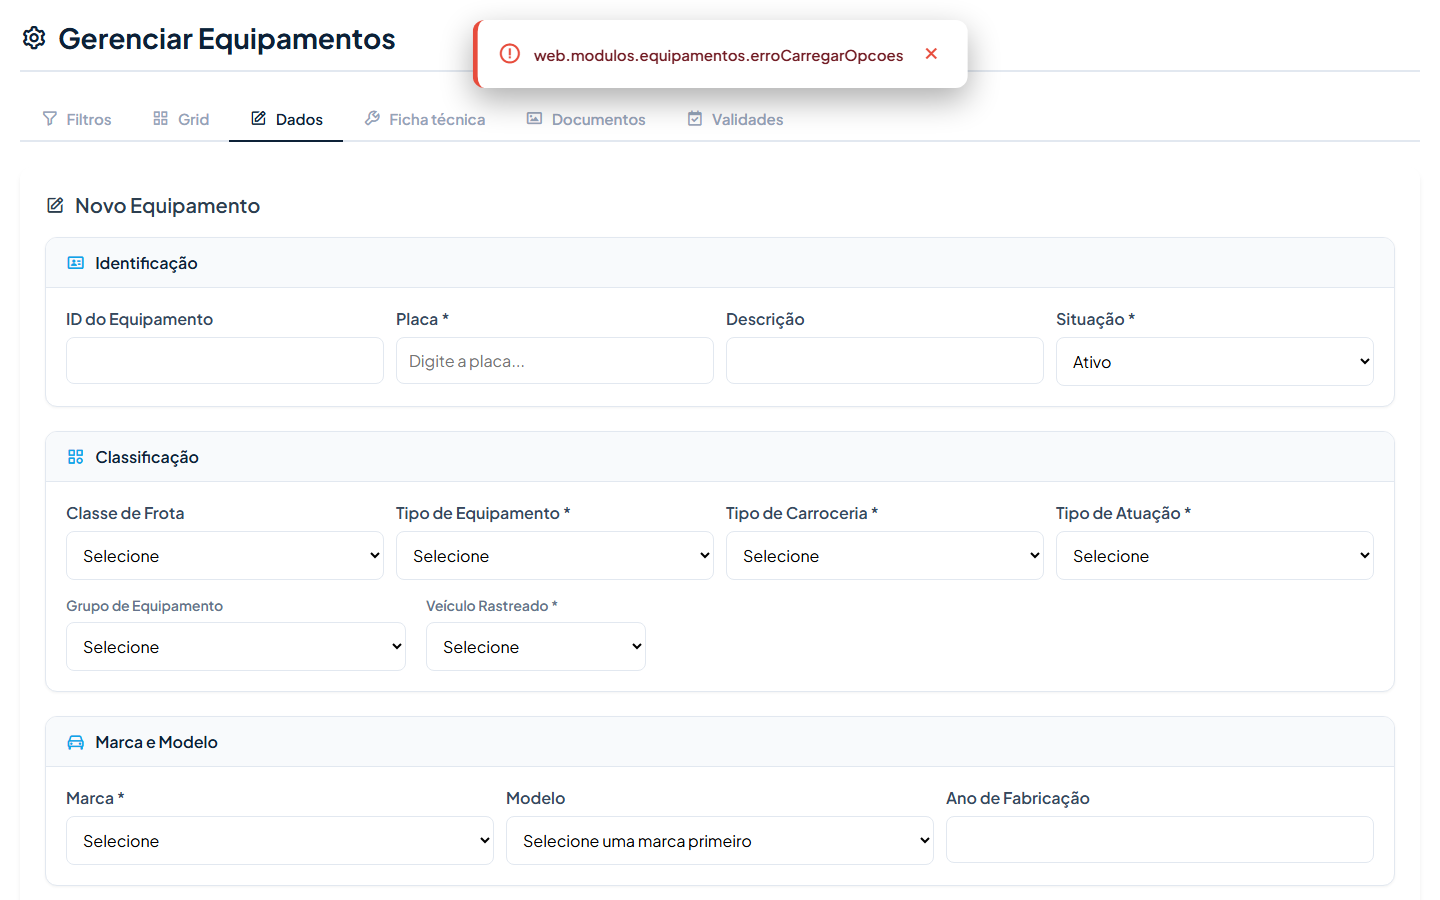 Gerenciar Equipamentos
web.modulos.equipamentos.erroCarregarOpcoes
Filtros Grid Dados Ficha técnica Documentos Validades
Novo Equipamento
Identificação
ID do Equipamento Placa * Descrição Situação *
Digite a placa... Ativo
Classificação
Classe de Frota Tipo de Equipamento * Tipo de Carroceria * Tipo de Atuação *
Selecione Selecione Selecione Selecione
Grupo de Equipamento Veículo Rastreado *
Selecione Selecione
Marca e Modelo
Marca * Modelo Ano de Fabricação
Selecione Selecione uma marca primeiro